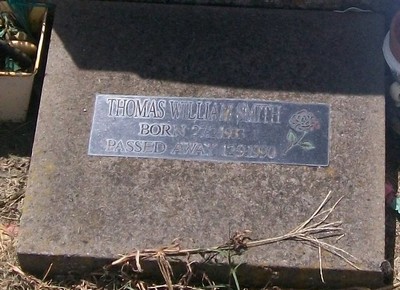 THOMAS WILLIAM SMITH
BORN
PASSED AWAY